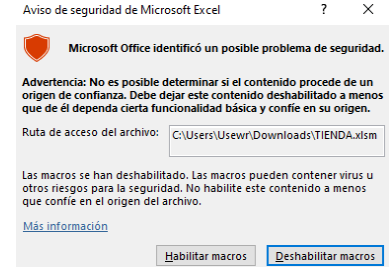 Aviso de seguridad de Microsoft Excel ? ×
Microsoft Office identificó un posible problema de seguridad.
Advertencia: No es posible determinar si el contenido procede de un
origen de confianza. Debe dejar este contenido deshabilitado a menos
que de él dependa cierta funcionalidad básica y confíe en su origen.
Ruta de acceso del archivo: C:\Users\Usewr\Downloads\TIENDA.xlsm
Las macros se han deshabilitado. Las macros pueden contener virus u
otros riesgos para la seguridad. No habilite este contenido a menos
que confíe en el origen del archivo.
Más información
Habilitar macros Deshabilitar macros